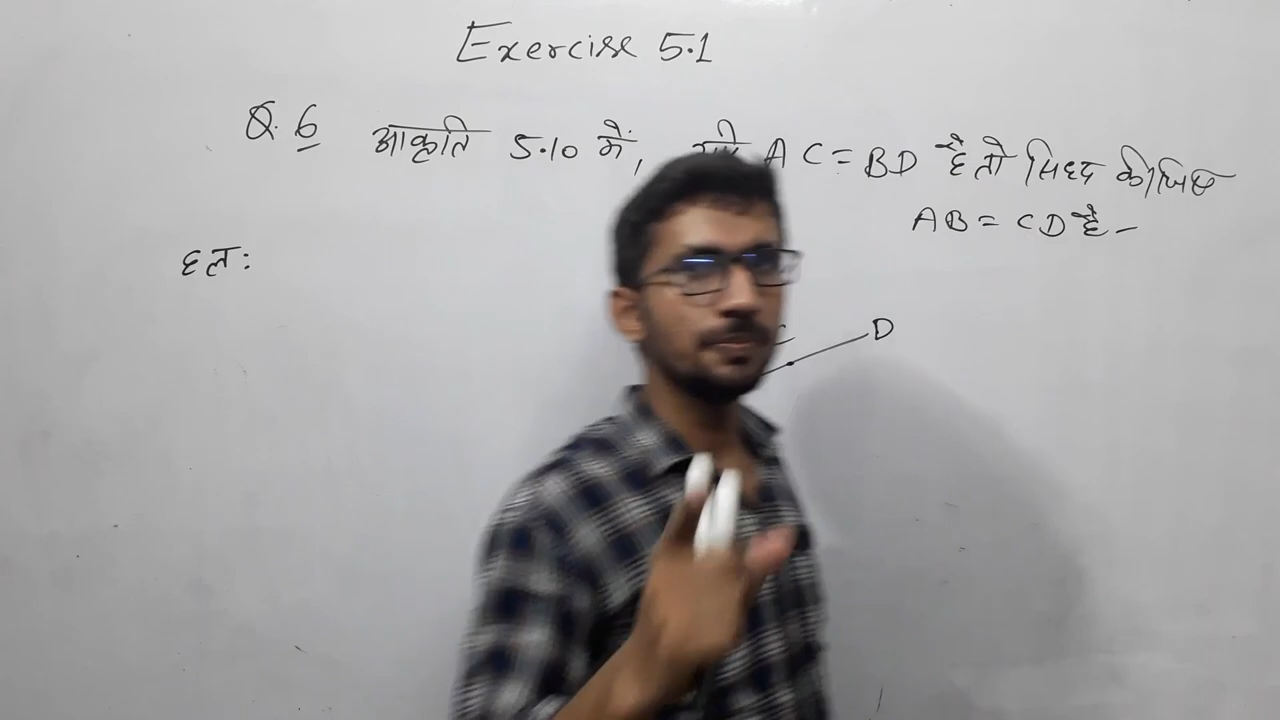 Exercise 5.1
Q. 6 आकृति 5.10 में, AC = BD है तो सिध्द कीजिए
AB = CD है -
हल:
C
D